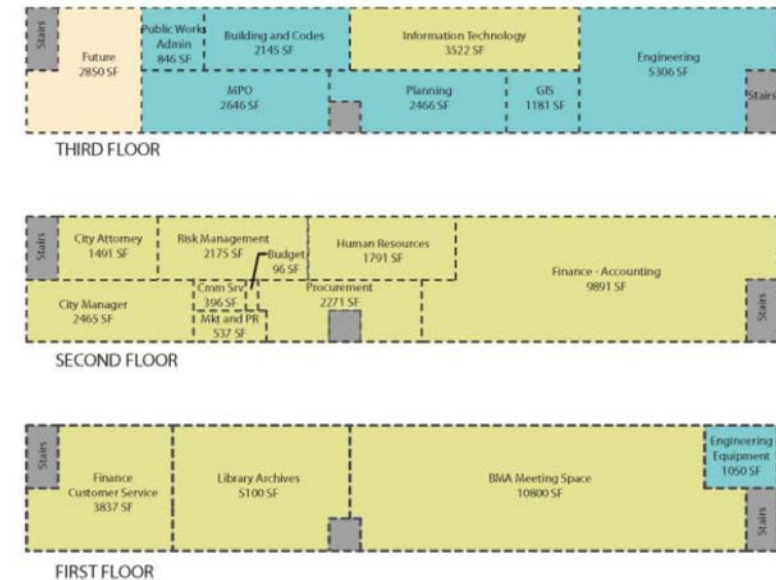 Stairs
Future
2850 SF
Public Works
Admin
846 SF
Building and Codes
2145 SF
Information Technology
3522 SF
Engineering
5306 SF
MPO
2646 SF
Planning
2466 SF
GIS
1181 SF
Stairs
THIRD FLOOR
Stairs
City Attorney
1491 SF
Risk Management
2175 SF
Budget
96 SF
Human Resources
1791 SF
Finance - Accounting
9891 SF
City Manager
2465 SF
Cmm Srv
396 SF
Mkt and PR
537 SF
Procurement
2271 SF
Stairs
SECOND FLOOR
Stairs
Finance
Customer Service
3837 SF
Library Archives
5100 SF
BMA Meeting Space
10800 SF
Engineering
Equipment
1050 SF
Stairs
FIRST FLOOR